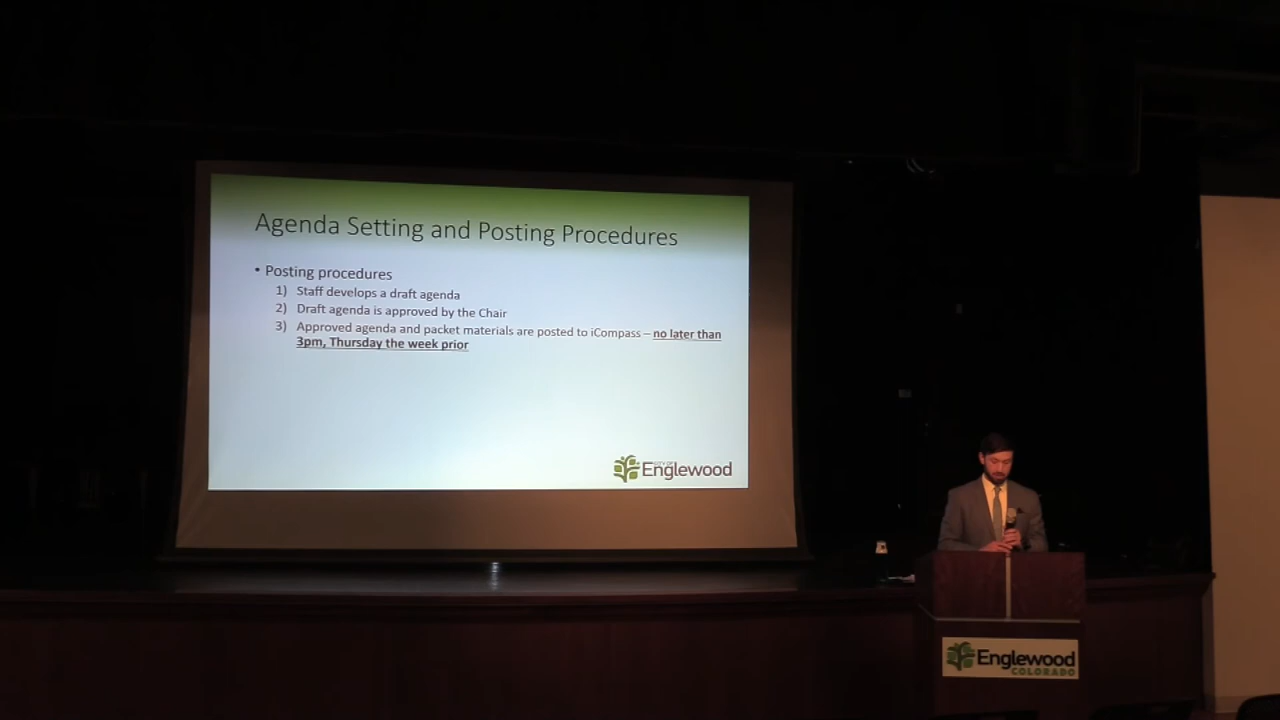 Agenda Setting and Posting Procedures
• Posting procedures
1) Staff develops a draft agenda
2) Draft agenda is approved by the Chair
3) Approved agenda and packet materials are posted to iCompass – no later than
3pm, Thursday the week prior
CITY OF
Englewood
Englewood
COLORADO